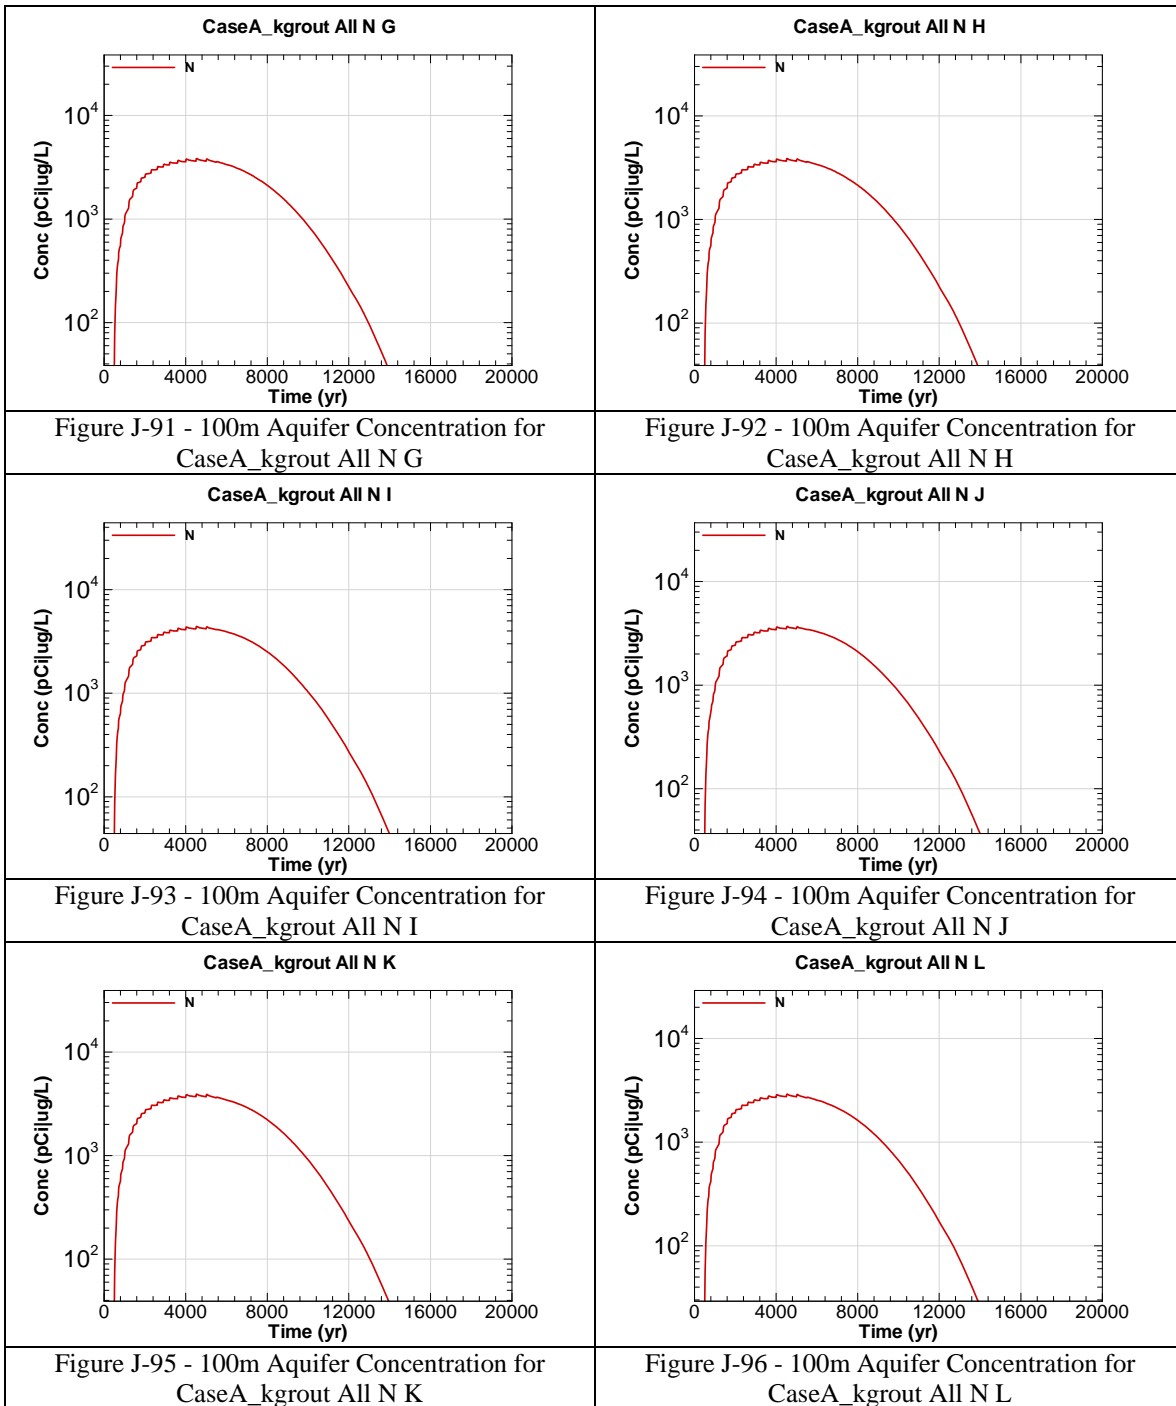 CaseA_kgrout All N G
N
10^4
10^3
10^2
Conc (pCi|ug/L)
0 4000 8000 12000 16000 20000
Time (yr)
Figure J-91 - 100m Aquifer Concentration for
CaseA_kgrout All N G
CaseA_kgrout All N H
N
10^4
10^3
10^2
Conc (pCi|ug/L)
0 4000 8000 12000 16000 20000
Time (yr)
Figure J-92 - 100m Aquifer Concentration for
CaseA_kgrout All N H
CaseA_kgrout All N I
N
10^4
10^3
10^2
Conc (pCi|ug/L)
0 4000 8000 12000 16000 20000
Time (yr)
Figure J-93 - 100m Aquifer Concentration for
CaseA_kgrout All N I
CaseA_kgrout All N J
N
10^4
10^3
10^2
Conc (pCi|ug/L)
0 4000 8000 12000 16000 20000
Time (yr)
Figure J-94 - 100m Aquifer Concentration for
CaseA_kgrout All N J
CaseA_kgrout All N K
N
10^4
10^3
10^2
Conc (pCi|ug/L)
0 4000 8000 12000 16000 20000
Time (yr)
Figure J-95 - 100m Aquifer Concentration for
CaseA_kgrout All N K
CaseA_kgrout All N L
N
10^4
10^3
10^2
Conc (pCi|ug/L)
0 4000 8000 12000 16000 20000
Time (yr)
Figure J-96 - 100m Aquifer Concentration for
CaseA_kgrout All N L